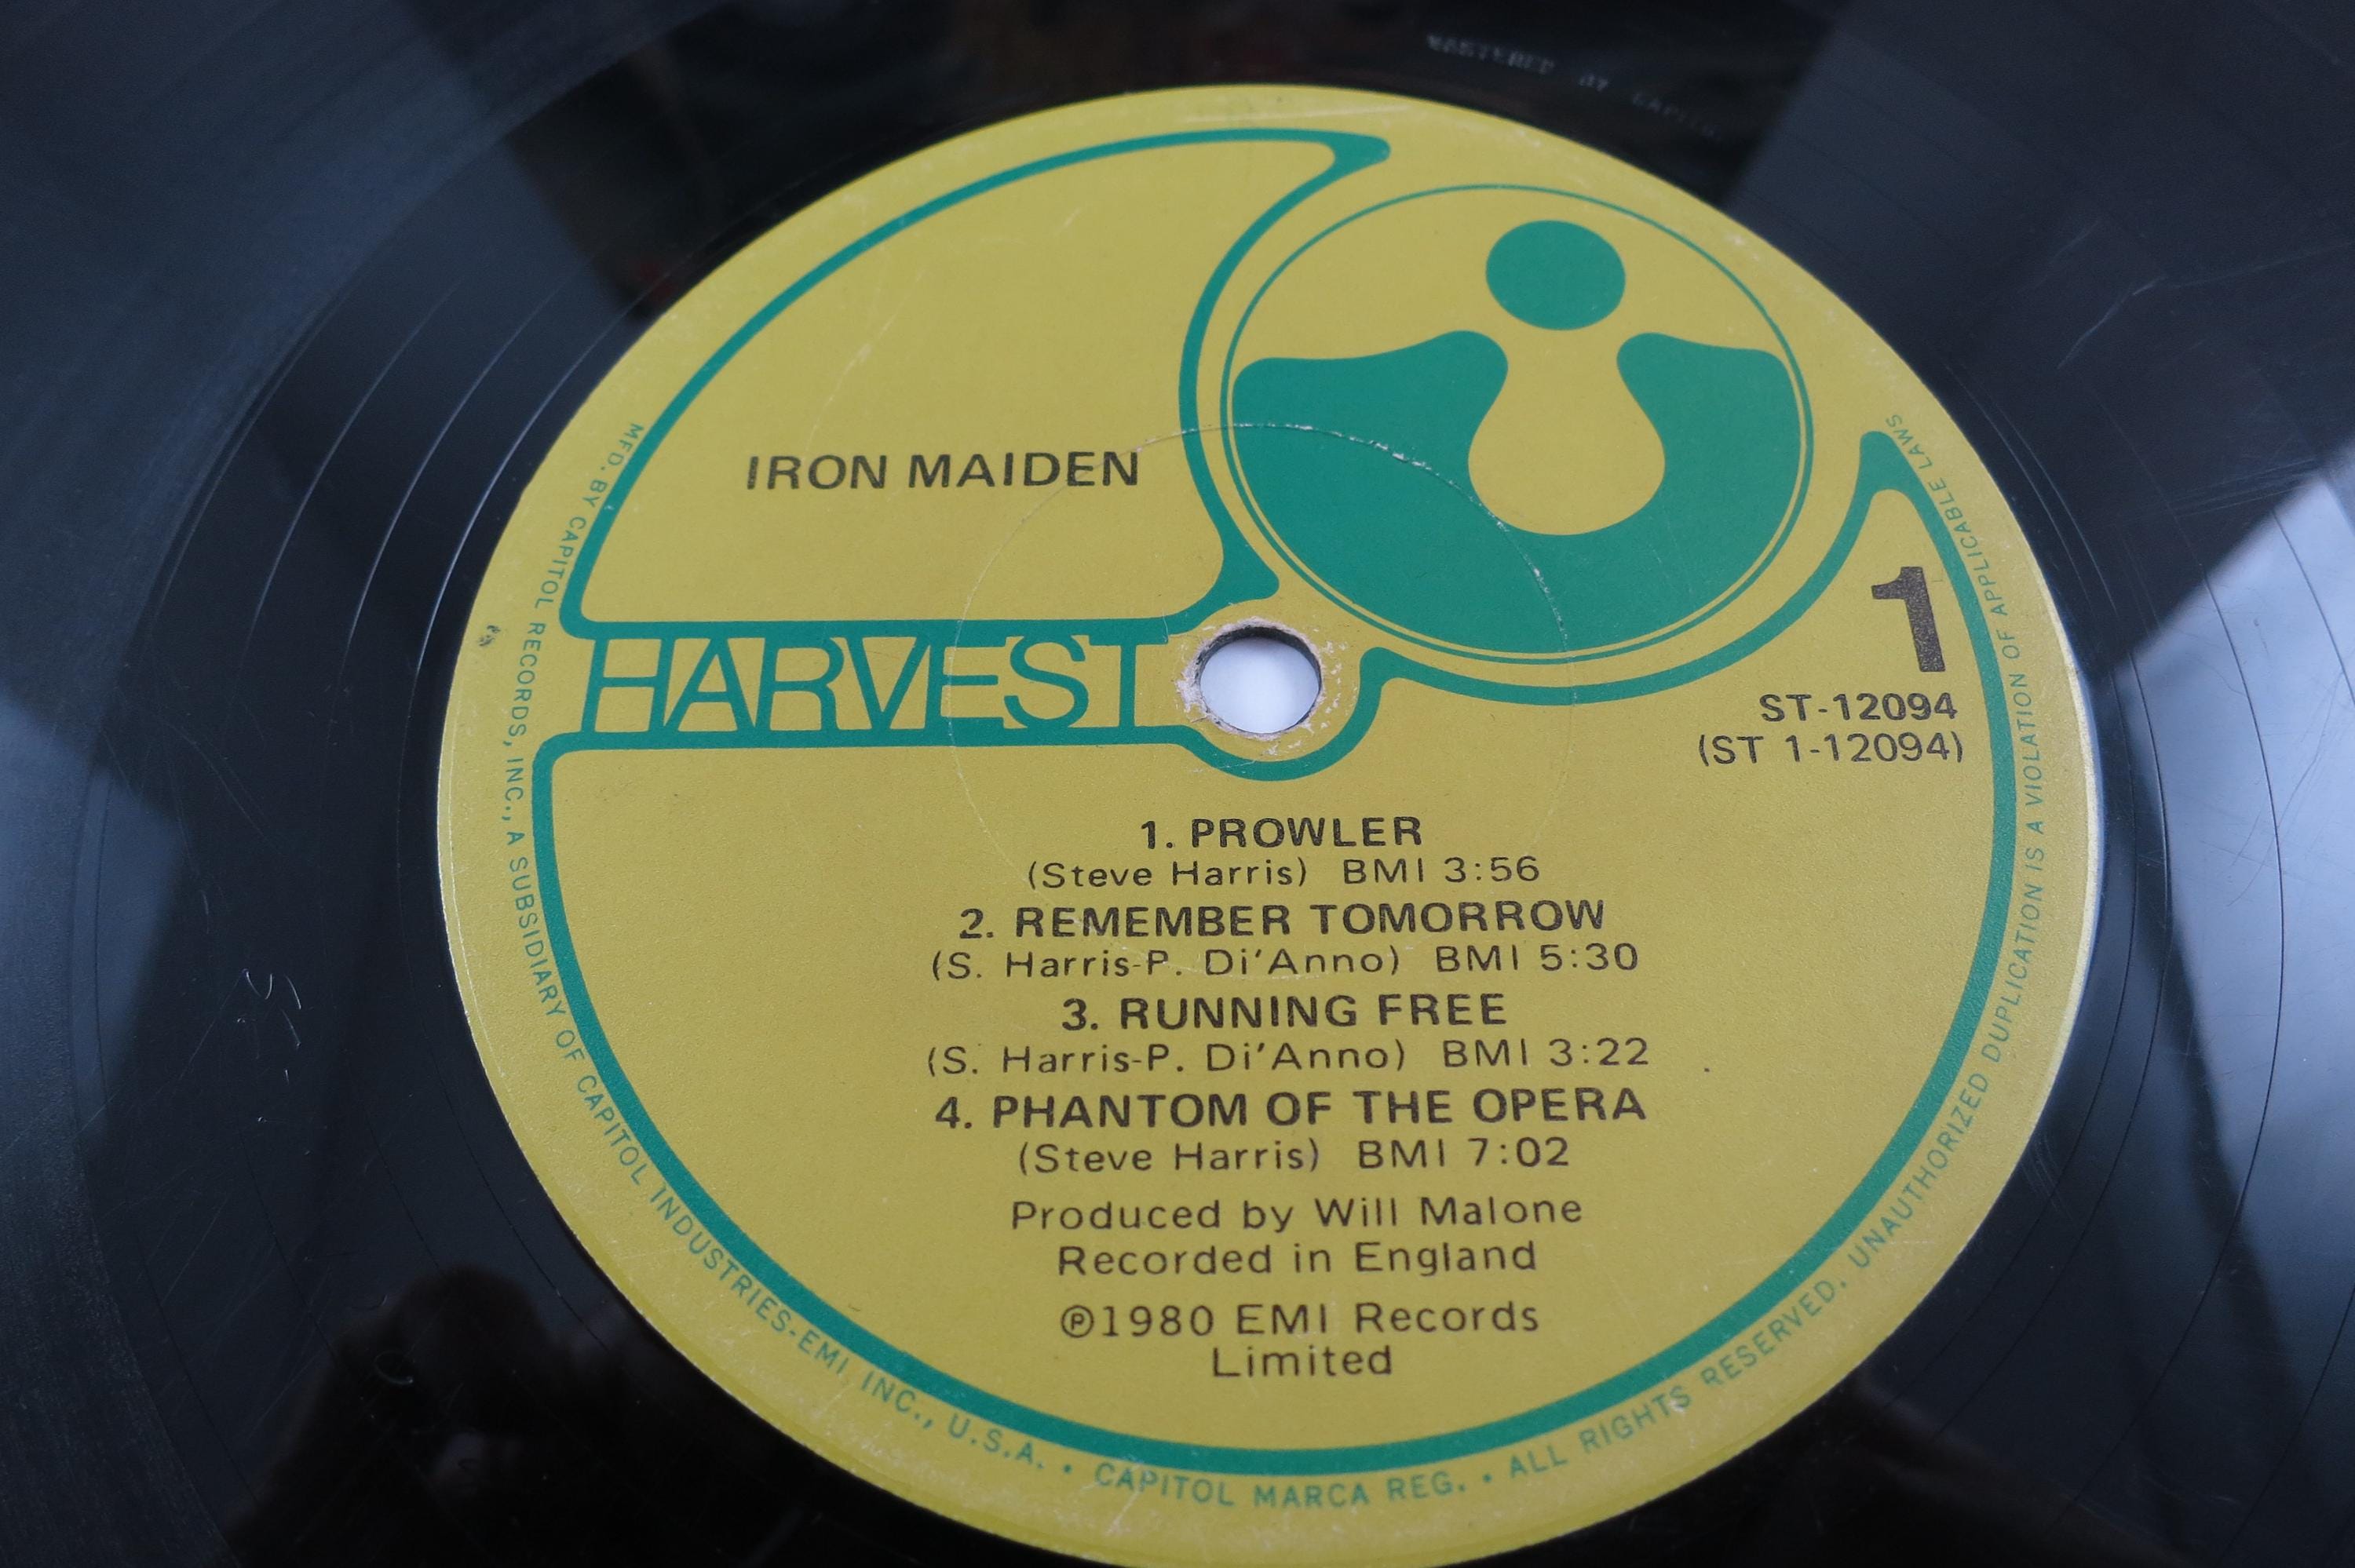 MASTERED BY CAPITOL
IRON MAIDEN
HARVEST
1
ST-12094
(ST 1-12094)
1. PROWLER
(Steve Harris) BMI 3:56
2. REMEMBER TOMORROW
(S. Harris-P. Di'Anno) BMI 5:30
3. RUNNING FREE
(S. Harris-P. Di'Anno) BMI 3:22
4. PHANTOM OF THE OPERA
(Steve Harris) BMI 7:02
Produced by Will Malone
Recorded in England
℗1980 EMI Records
Limited
MFD. BY CAPITOL RECORDS, INC., A SUBSIDIARY OF CAPITOL INDUSTRIES-EMI, INC., U.S.A. • CAPITOL MARCA REG. • ALL RIGHTS RESERVED. UNAUTHORIZED DUPLICATION IS A VIOLATION OF APPLICABLE LAWS